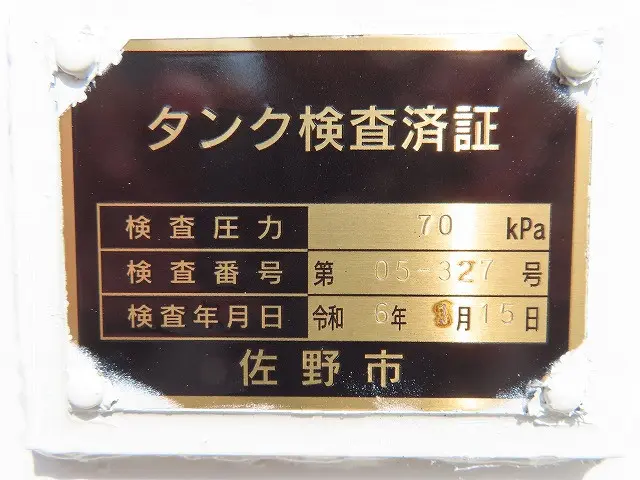 タンク検査済証
検査圧力 70 kPa
検査番号 第 05-327 号
検査年月日 令和 6年 3月15日
佐野市